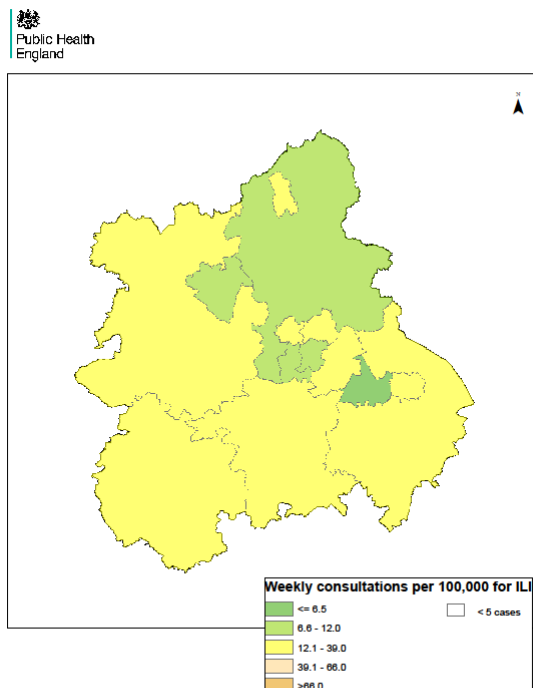 Public Health
England
N
Weekly consultations per 100,000 for ILI
<= 6.5
< 5 cases
6.6 - 12.0
12.1 - 39.0
39.1 - 66.0
>66.0